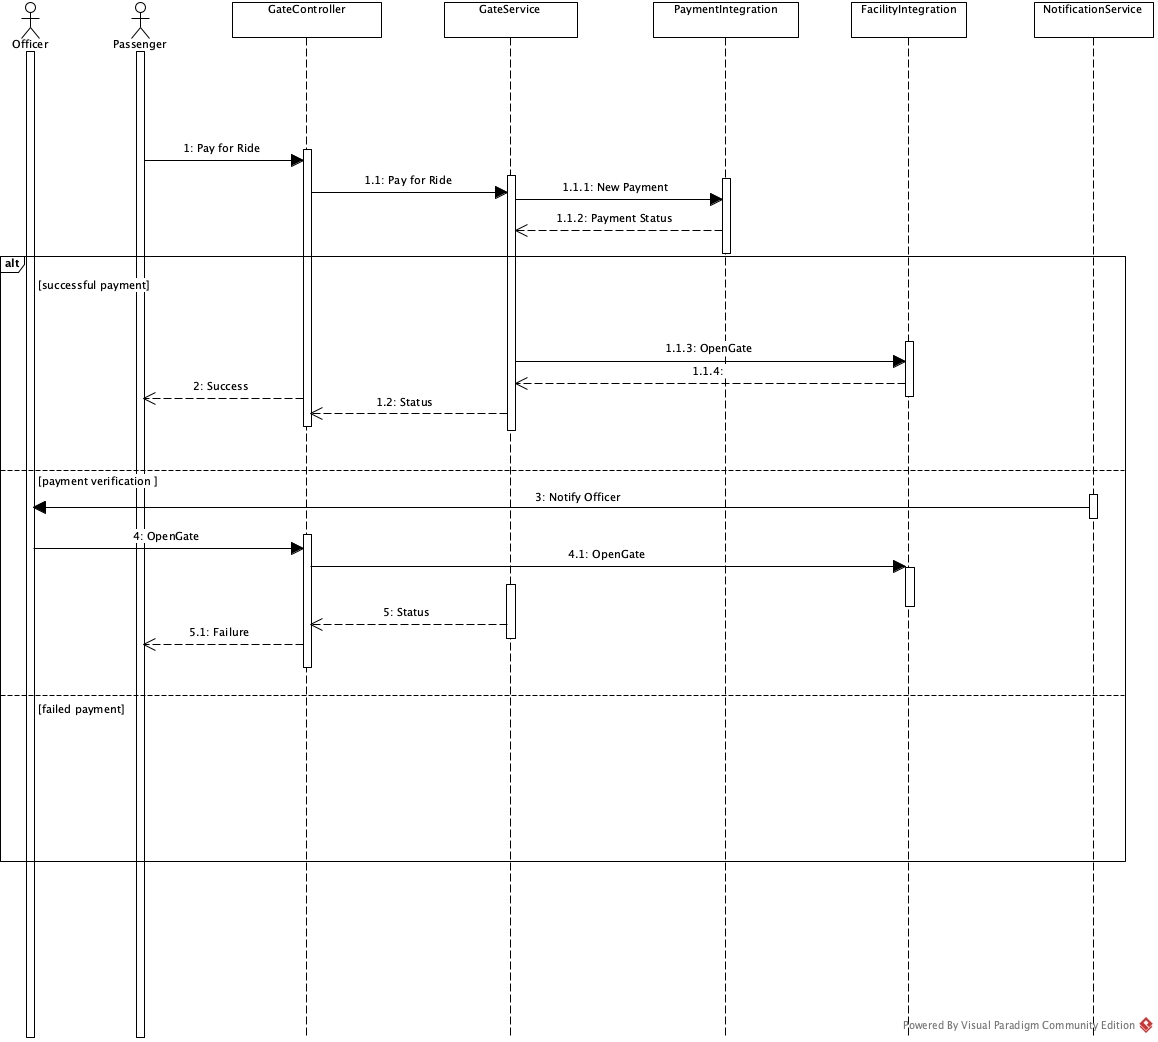 Officer
Passenger
GateController
GateService
PaymentIntegration
FacilityIntegration
NotificationService
1: Pay for Ride
1.1: Pay for Ride
1.1.1: New Payment
1.1.2: Payment Status
alt
[successful payment]
1.1.3: OpenGate
1.1.4:
2: Success
1.2: Status
[payment verification ]
3: Notify Officer
4: OpenGate
4.1: OpenGate
5: Status
5.1: Failure
[failed payment]
Powered By Visual Paradigm Community Edition